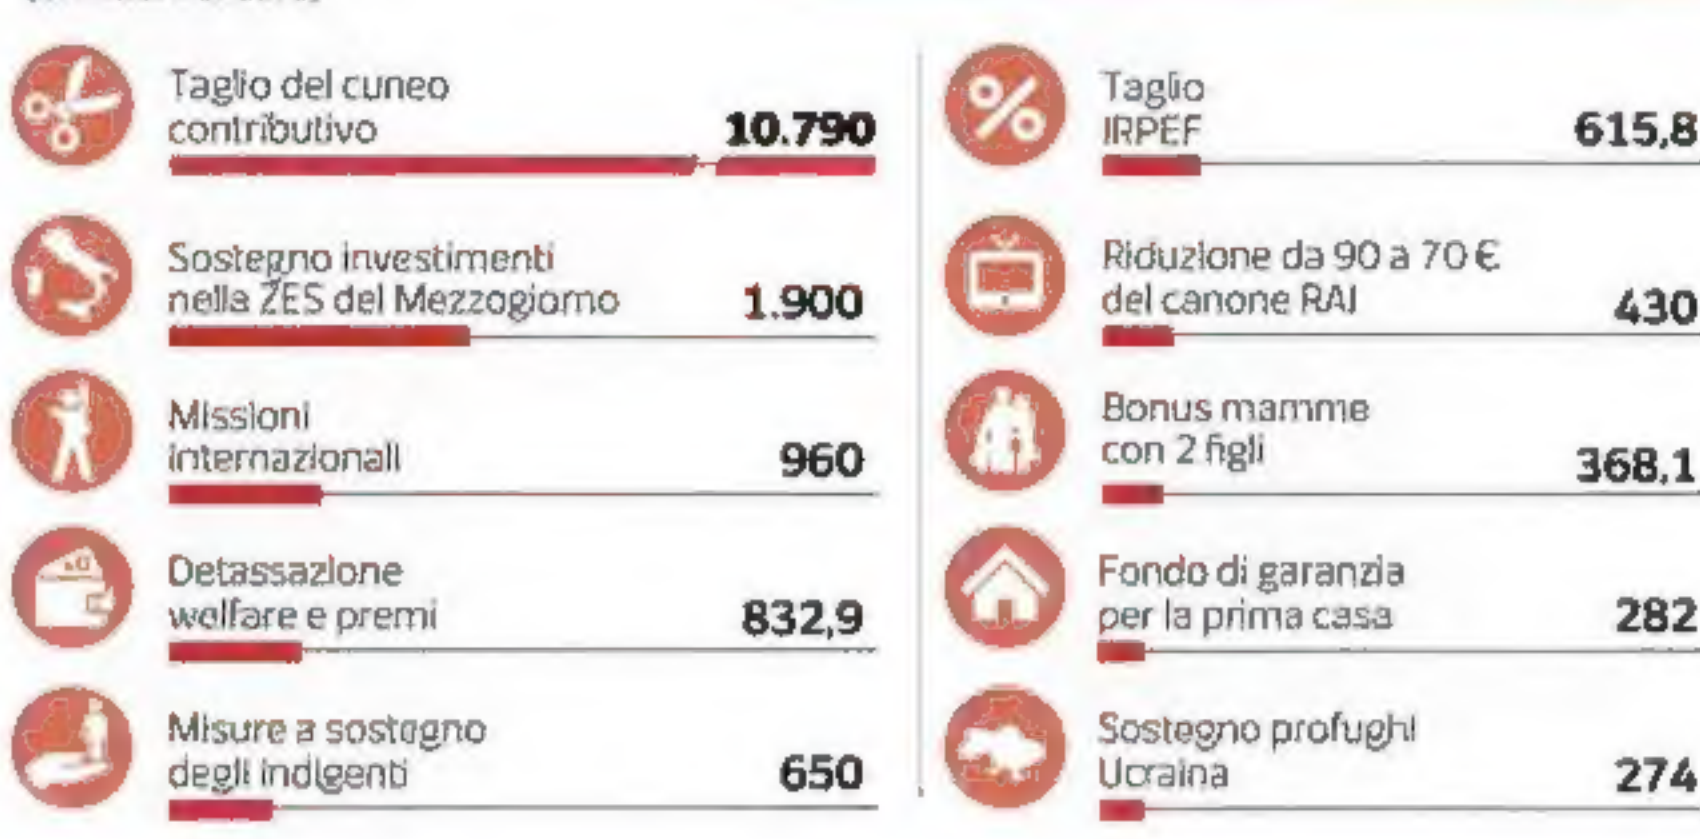 Taglio del cuneo
contributivo
10.790
Sostegno investimenti
nella ZES del Mezzogiorno
1.900
Missioni
internazionali
960
Detassazione
welfare e premi
832,9
Misure a sostegno
degli indigenti
650
Taglio
IRPEF
615,8
Riduzione da 90 a 70 €
del canone RAI
430
Bonus mamme
con 2 figli
368,1
Fondo di garanzia
per la prima casa
282
Sostegno profughi
Ucraina
274